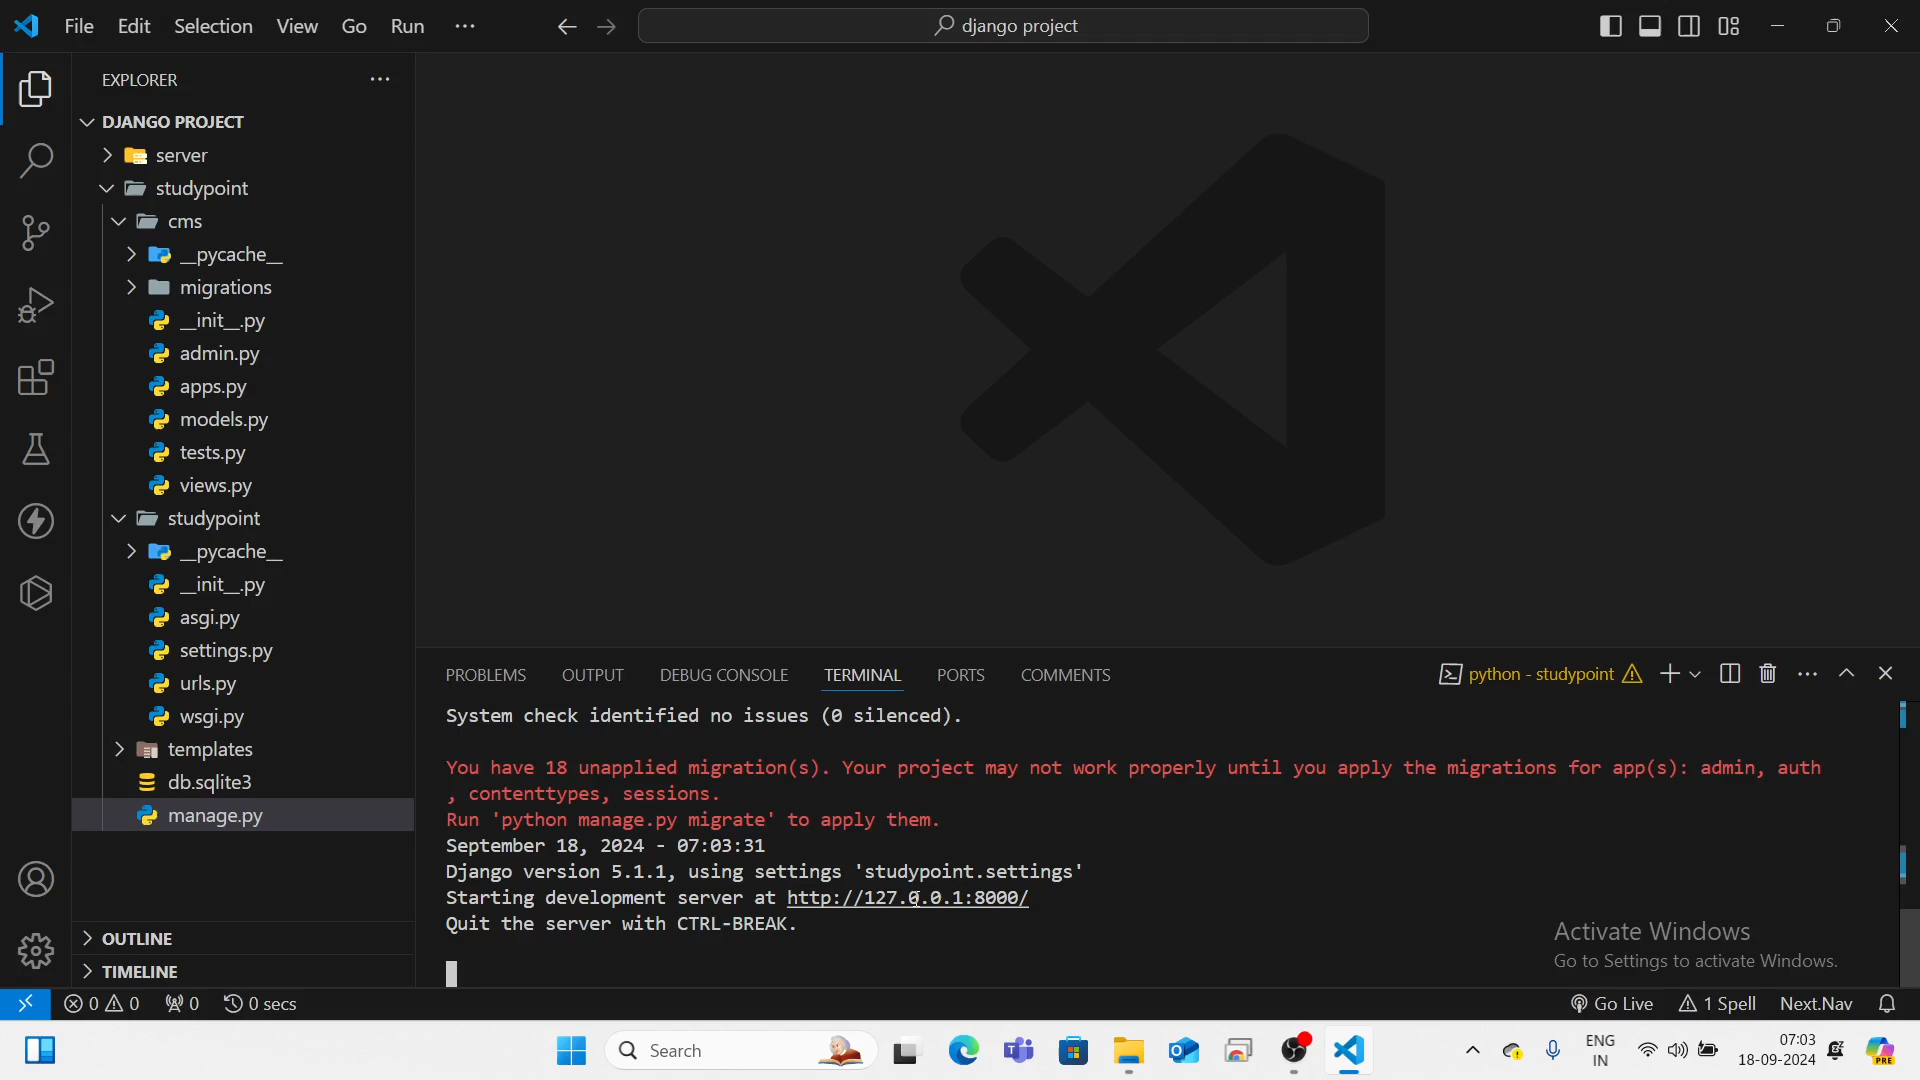 File Edit Selection View Go Run ··· django project
EXPLORER
DJANGO PROJECT
server
studypoint
cms
__pycache__
migrations
__init__.py
admin.py
apps.py
models.py
tests.py
views.py
studypoint
__pycache__
__init__.py
asgi.py
settings.py
urls.py
wsgi.py
templates
db.sqlite3
manage.py
OUTLINE
TIMELINE
PROBLEMS OUTPUT DEBUG CONSOLE TERMINAL PORTS COMMENTS python - studypoint
System check identified no issues (0 silenced).
You have 18 unapplied migration(s). Your project may not work properly until you apply the migrations for app(s): admin, auth
, contenttypes, sessions.
Run 'python manage.py migrate' to apply them.
September 18, 2024 - 07:03:31
Django version 5.1.1, using settings 'studypoint.settings'
Starting development server at http://127.0.0.1:8000/
Quit the server with CTRL-BREAK.
Activate Windows
Go to Settings to activate Windows.
0 0 0 0 secs Go Live 1 Spell Next.Nav
Search ENG 07:03
IN 18-09-2024 PRE